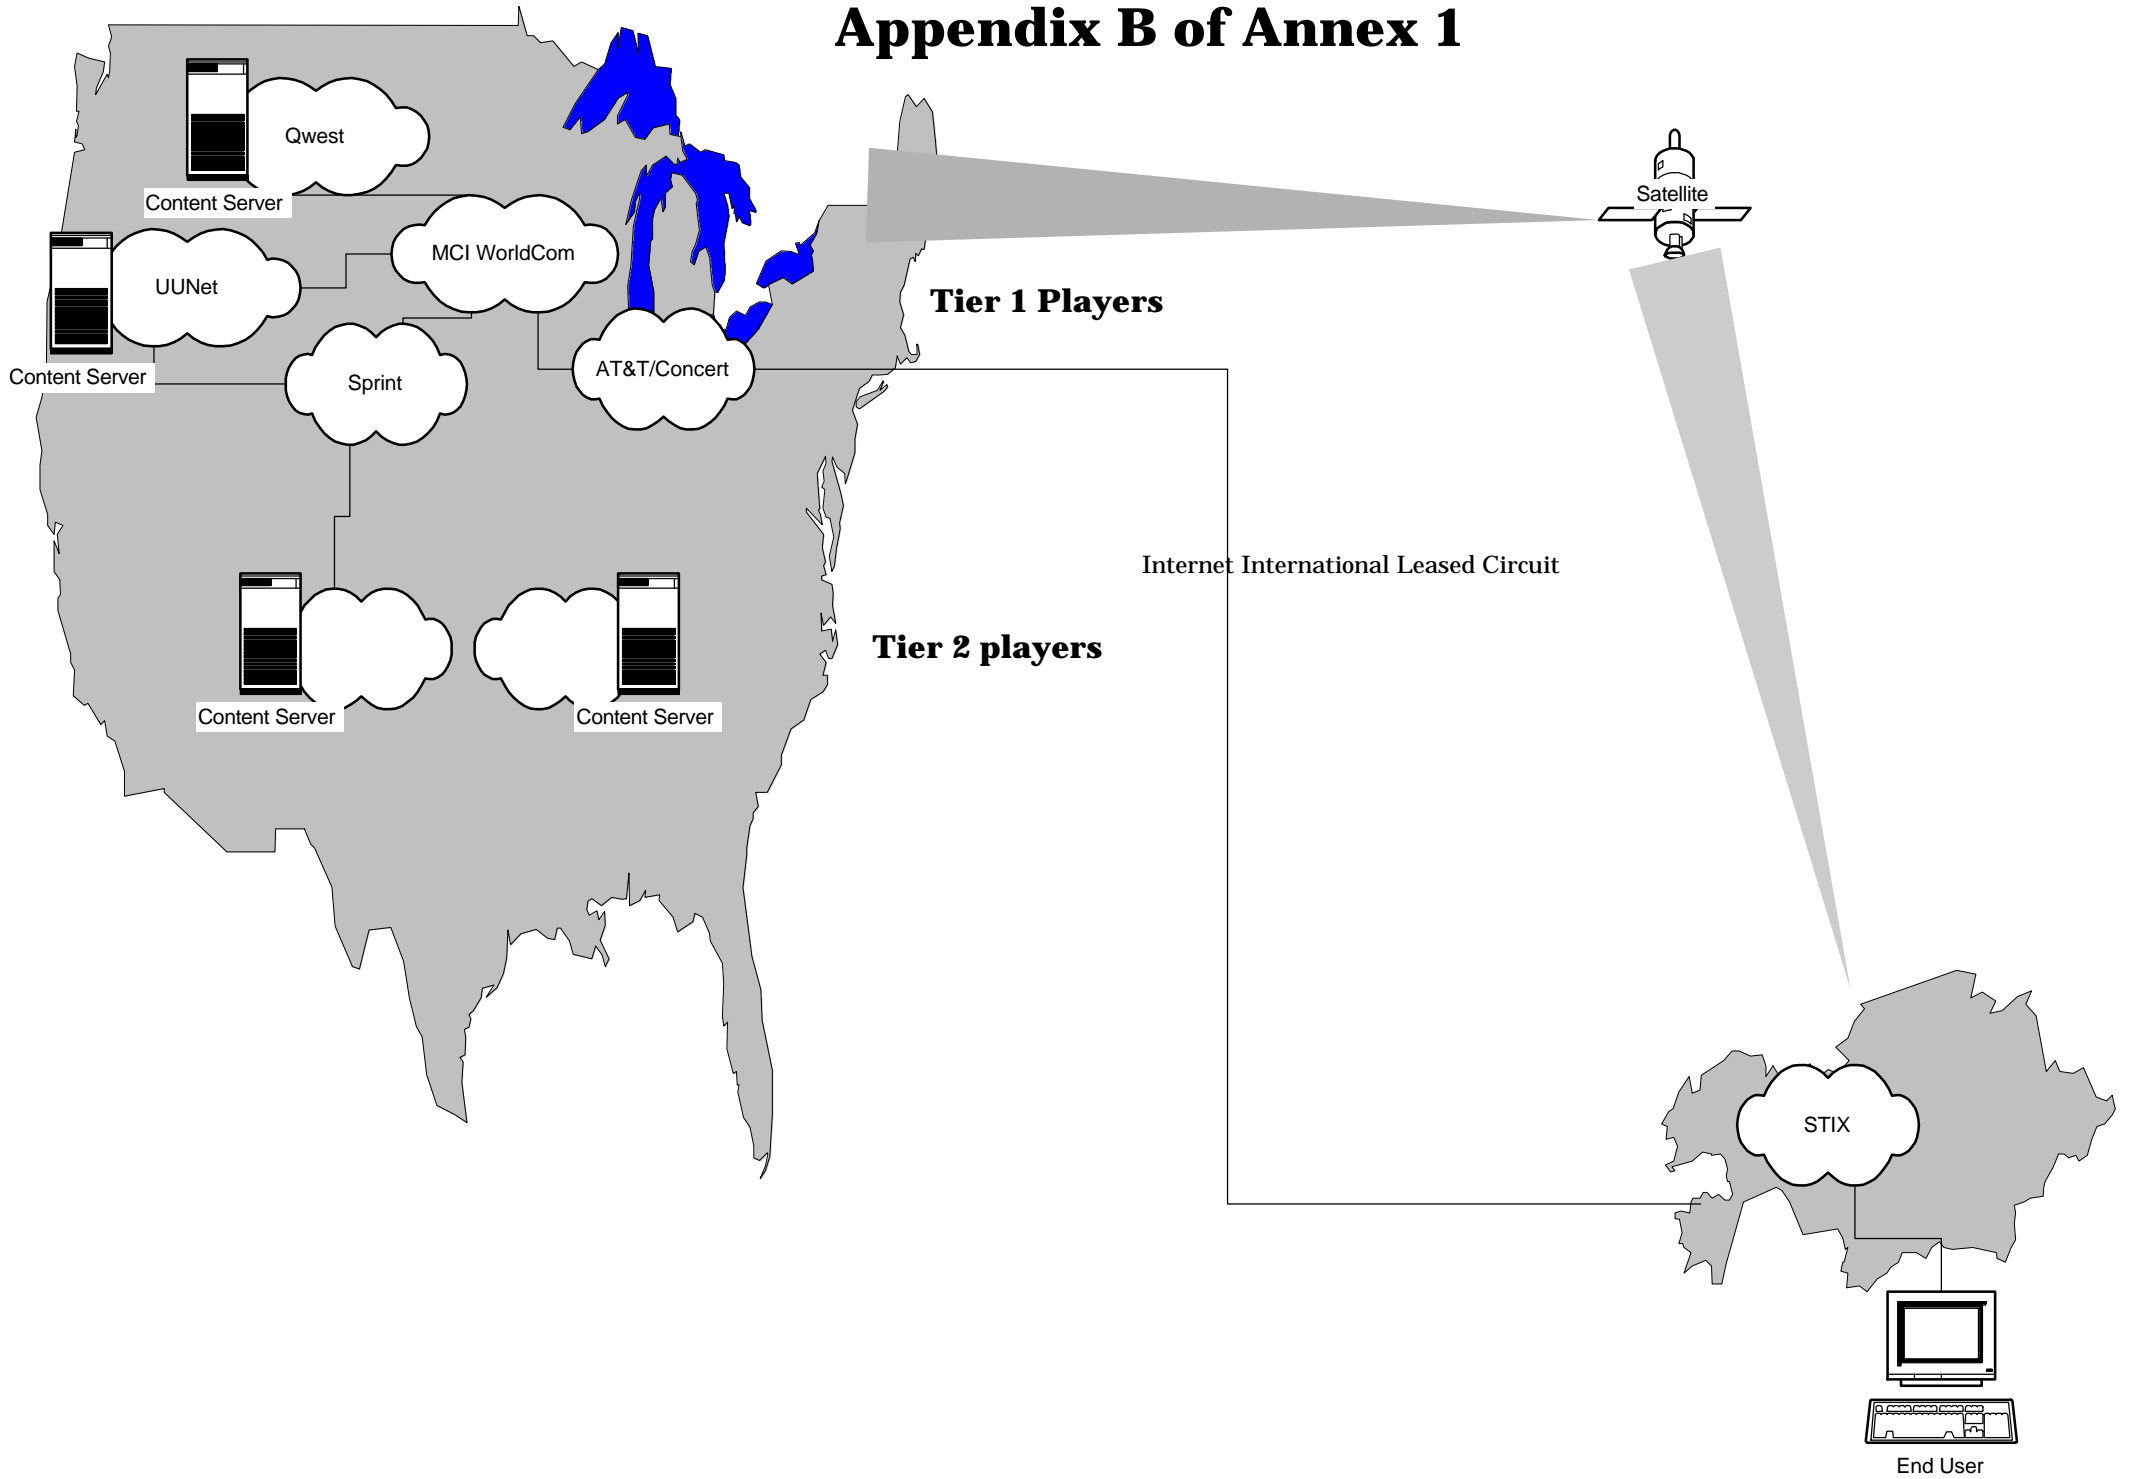 Appendix B of Annex 1
Qwest
Content Server
Satellite
MCI WorldCom
UUNet
Tier 1 Players
Content Server
Sprint
AT&T/Concert
Internet International Leased Circuit
Tier 2 players
Content Server
Content Server
STIX
End User